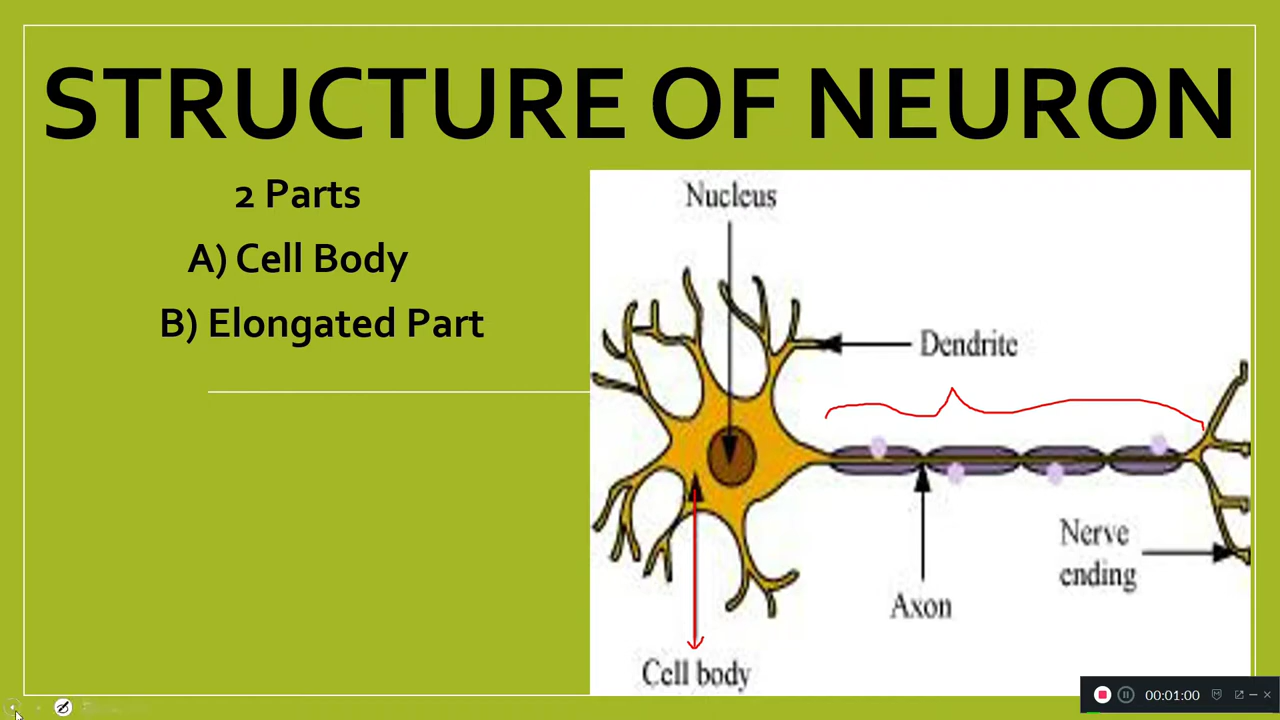 STRUCTURE OF NEURON
2 Parts
A) Cell Body
B) Elongated Part
Nucleus
Dendrite
Nerve
ending
Axon
Cell body
00:01:00